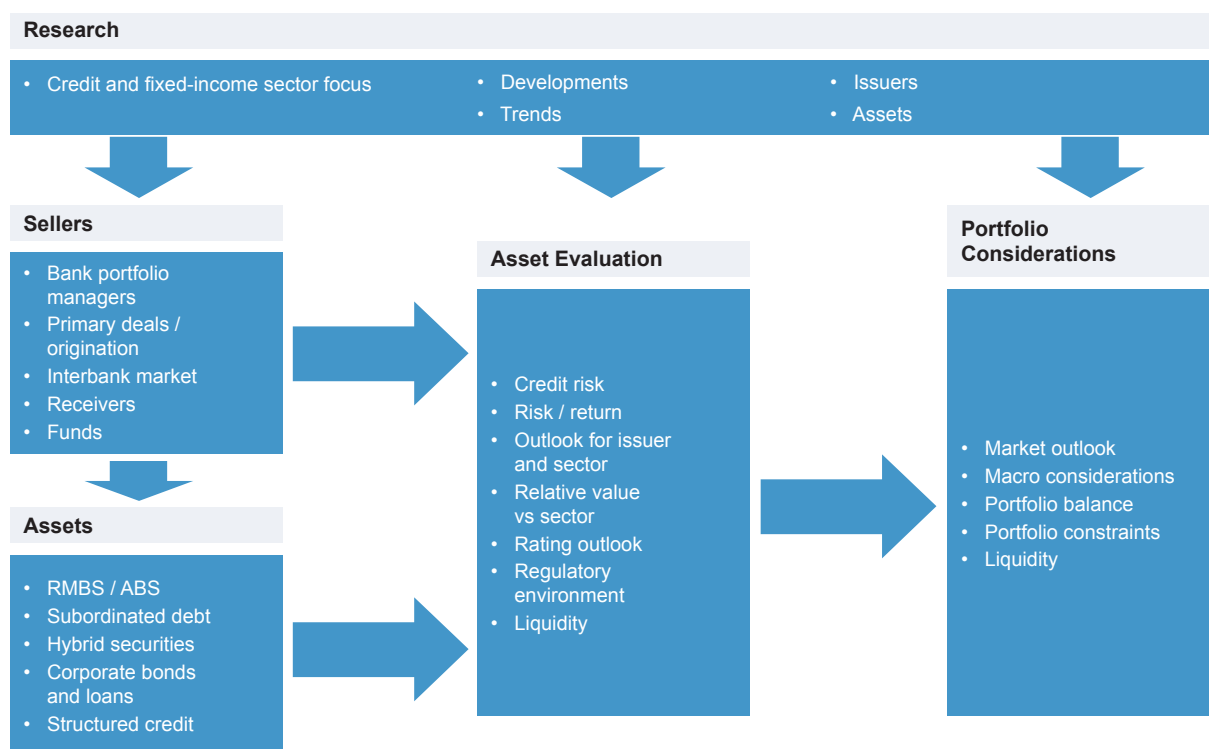 Research
• Credit and fixed-income sector focus
• Developments
• Trends
• Issuers
• Assets
Sellers
• Bank portfolio
managers
• Primary deals /
origination
• Interbank market
• Receivers
• Funds
Assets
• RMBS / ABS
• Subordinated debt
• Hybrid securities
• Corporate bonds
and loans
• Structured credit
Asset Evaluation
• Credit risk
• Risk / return
• Outlook for issuer
and sector
• Relative value
vs sector
• Rating outlook
• Regulatory
environment
• Liquidity
Portfolio
Considerations
• Market outlook
• Macro considerations
• Portfolio balance
• Portfolio constraints
• Liquidity